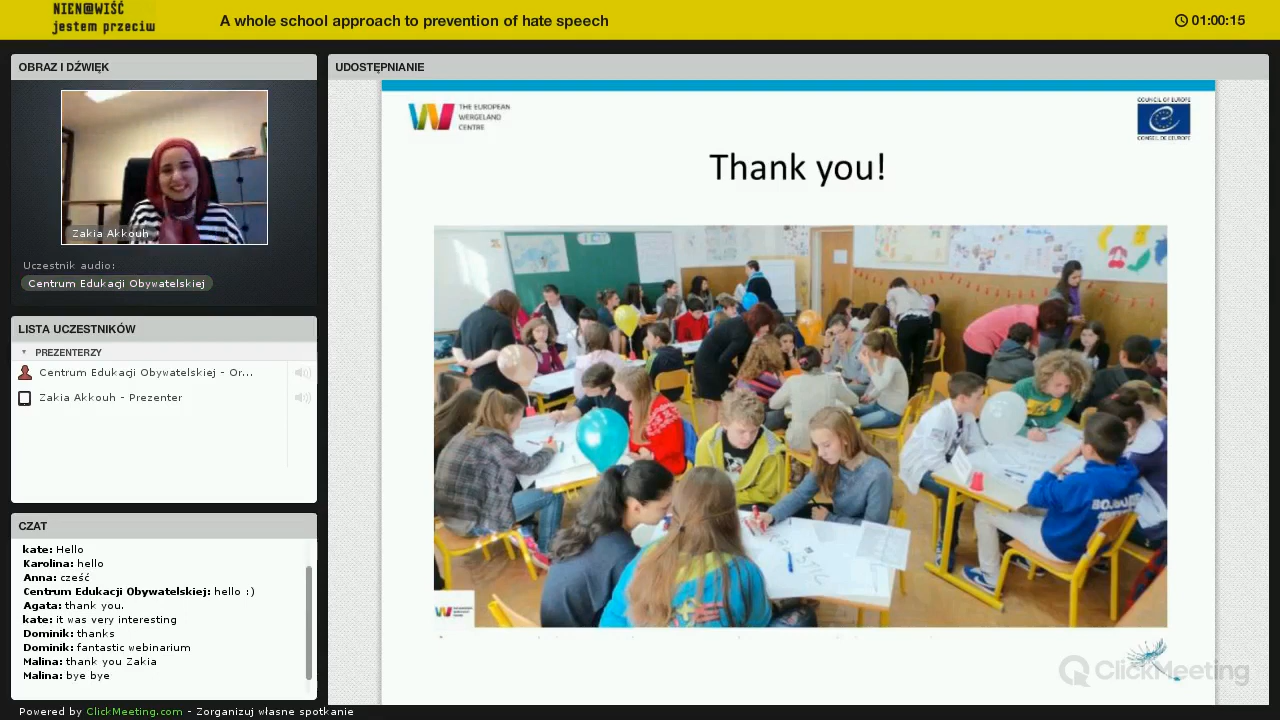 NIEN@WIŚĆ
jestem przeciw
A whole school approach to prevention of hate speech
01:00:15
OBRAZ I DŹWIĘK
Zakia Akkouh
Uczestnik audio:
Centrum Edukacji Obywatelskiej
LISTA UCZESTNIKÓW
PREZENTERZY
Centrum Edukacji Obywatelskiej - Or...
Zakia Akkouh - Prezenter
CZAT
kate: Hello
Karolina: hello
Anna: cześć
Centrum Edukacji Obywatelskiej: hello :)
Agata: thank you.
kate: it was very interesting
Dominik: thanks
Dominik: fantastic webinarium
Malina: thank you Zakia
Malina: bye bye
Powered by ClickMeeting.com - Zorganizuj własne spotkanie
UDOSTĘPNIANIE
THE EUROPEAN
WERGELAND
CENTRE
COUNCIL OF EUROPE
CONSEIL DE L'EUROPE
Thank you!
ClickMeeting